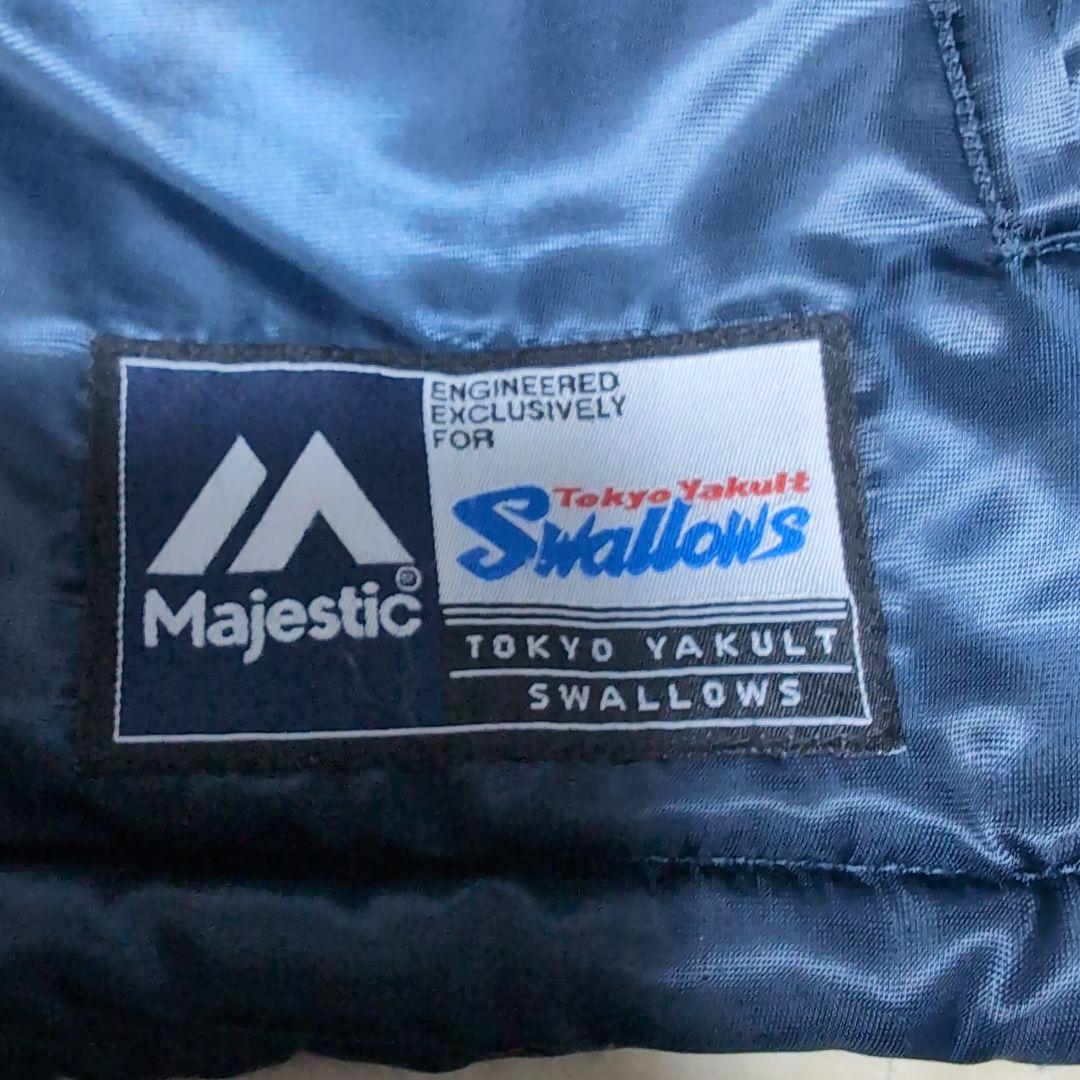 Majestic®
ENGINEERED
EXCLUSIVELY
FOR
Tokyo Yakult
Swallows
TOKYO YAKULT
SWALLOWS